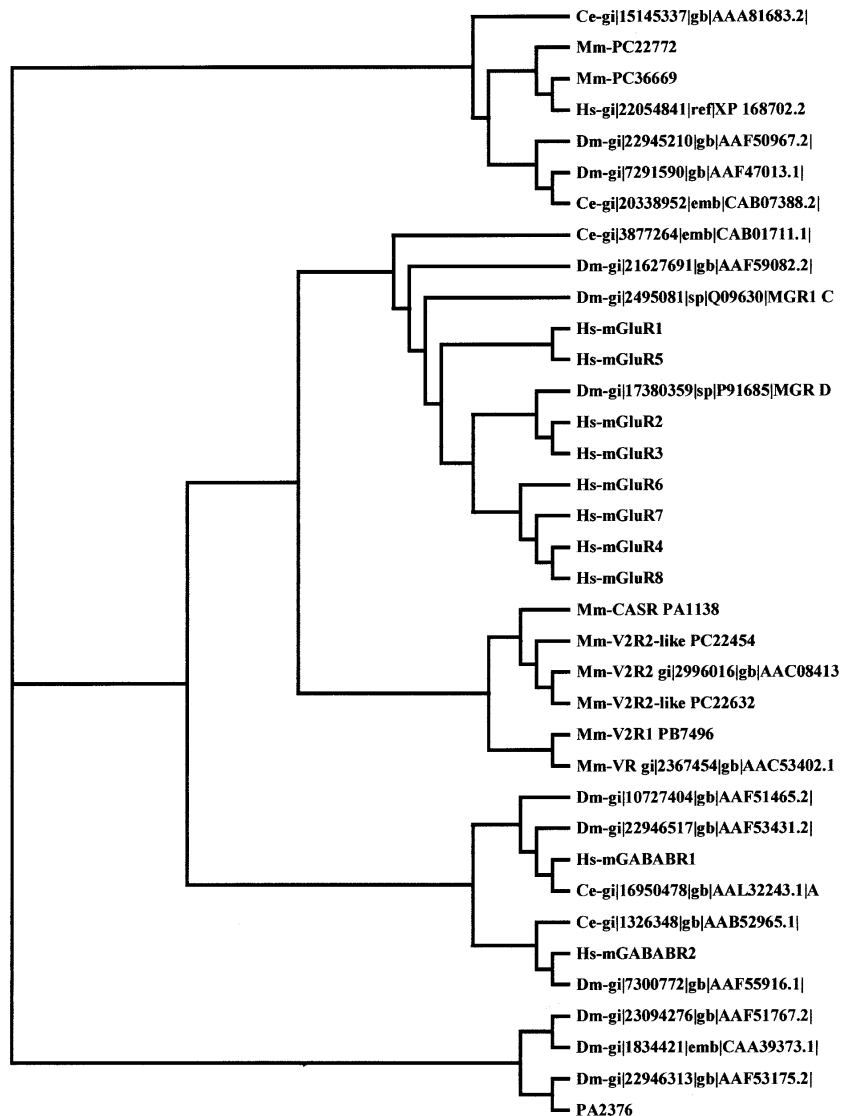 Ce-gi|15145337|gb|AAA81683.2|
Mm-PC22772
Mm-PC36669
Hs-gi|22054841|ref|XP 168702.2
Dm-gi|22945210|gb|AAF50967.2|
Dm-gi|7291590|gb|AAF47013.1|
Ce-gi|20338952|emb|CAB07388.2|
Ce-gi|3877264|emb|CAB01711.1|
Dm-gi|21627691|gb|AAF59082.2|
Dm-gi|2495081|sp|Q09630|MGR1 C
Hs-mGluR1
Hs-mGluR5
Dm-gi|17380359|sp|P91685|MGR D
Hs-mGluR2
Hs-mGluR3
Hs-mGluR6
Hs-mGluR7
Hs-mGluR4
Hs-mGluR8
Mm-CASR PA1138
Mm-V2R2-like PC22454
Mm-V2R2 gi|2996016|gb|AAC08413
Mm-V2R2-like PC22632
Mm-V2R1 PB7496
Mm-VR gi|2367454|gb|AAC53402.1
Dm-gi|10727404|gb|AAF51465.2|
Dm-gi|22946517|gb|AAF53431.2|
Hs-mGABABR1
Ce-gi|16950478|gb|AAL32243.1|A
Ce-gi|1326348|gb|AAB52965.1|
Hs-mGABABR2
Dm-gi|7300772|gb|AAF55916.1|
Dm-gi|23094276|gb|AAF51767.2|
Dm-gi|1834421|emb|CAA39373.1|
Dm-gi|22946313|gb|AAF53175.2|
PA2376